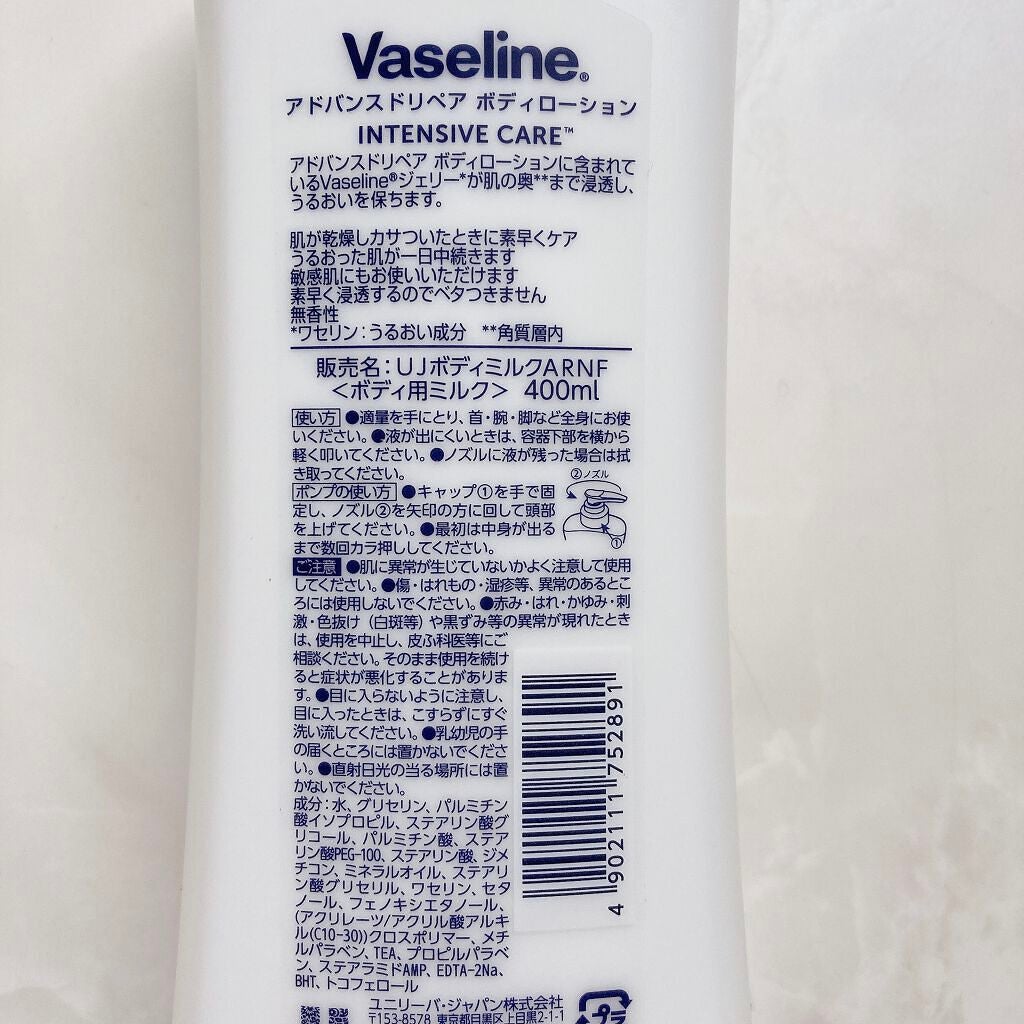 Vaseline®
アドバンスドリペア ボディローション
INTENSIVE CARE™
アドバンスドリペア ボディローションに含まれて
いるVaseline®ジェリー*が肌の奥**まで浸透し、
うるおいを保ちます。
肌が乾燥しカサついたときに素早くケア
うるおった肌が一日中続きます
敏感肌にもお使いいただけます
素早く浸透するのでベタつきません
無香性
*ワセリン：うるおい成分 **角質層内
販売名：UJボディミルクARNF
<ボディ用ミルク> 400ml
使い方 ●適量を手にとり、首・腕・脚など全身にお使
いください。●液が出にくいときは、容器下部を横から
軽く叩いてください。●ノズルに液が残った場合は拭
き取ってください。
②ノズル
ポンプの使い方 ●キャップ①を手で固
定し、ノズル②を矢印の方に回して頭部
を上げてください。●最初は中身が出る
まで数回カラ押ししてください。
①
ご注意 ●肌に異常が生じていないかよく注意して使用
してください。●傷・はれもの・湿疹等、異常のあるとこ
ろには使用しないでください。●赤み・はれ・かゆみ・刺
激・色抜け（白斑等）や黒ずみ等の異常が現れたとき
は、使用を中止し、皮ふ科医等にご
相談ください。そのまま使用を続け
ると症状が悪化することがありま
す。●目に入らないように注意し、
目に入ったときは、こすらずにすぐ
洗い流してください。●乳幼児の手
の届くところには置かないでくださ
い。●直射日光の当る場所には置
かないでください。
成分：水、グリセリン、パルミチン
酸イソプロピル、ステアリン酸グ
リコール、パルミチン酸、ステア
リン酸PEG-100、ステアリン酸、ジメ
チコン、ミネラルオイル、ステアリ
ン酸グリセリル、ワセリン、セタ
ノール、フェノキシエタノール、
(アクリレーツ/アクリル酸アルキ
ル(C10-30))クロスポリマー、メチ
ルパラベン、TEA、プロピルパラベ
ン、ステアラミドAMP、EDTA-2Na、
BHT、トコフェロール
4 902111 752891
ユニリーバ・ジャパン株式会社
〒153-8578 東京都目黒区上目黒2-1-1
プラ